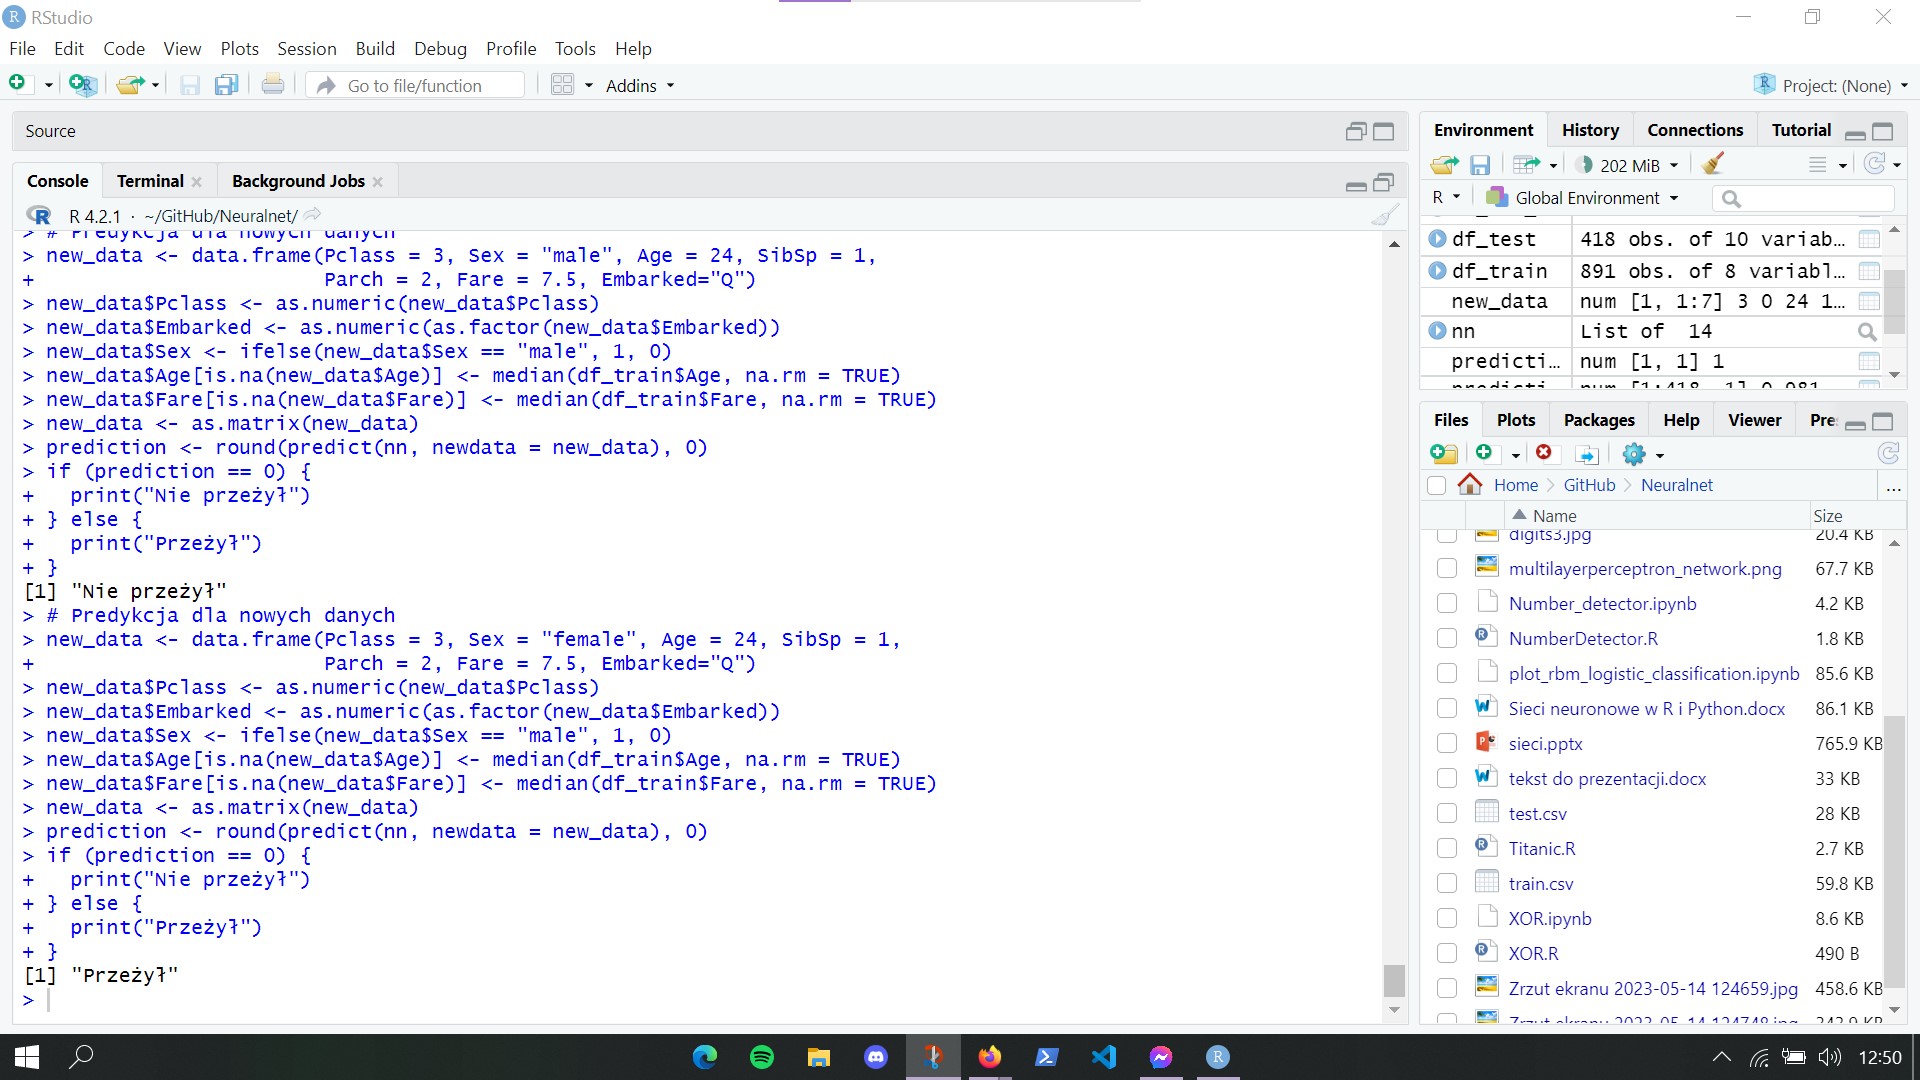 RStudio
File Edit Code View Plots Session Build Debug Profile Tools Help
Go to file/function Addins Project: (None)
Source
Console Terminal Background Jobs
R 4.2.1 · ~/GitHub/Neuralnet/
> # Predykcja dla nowych danych
> new_data <- data.frame(Pclass = 3, Sex = "male", Age = 24, SibSp = 1,
+                        Parch = 2, Fare = 7.5, Embarked="Q")
> new_data$Pclass <- as.numeric(new_data$Pclass)
> new_data$Embarked <- as.numeric(as.factor(new_data$Embarked))
> new_data$Sex <- ifelse(new_data$Sex == "male", 1, 0)
> new_data$Age[is.na(new_data$Age)] <- median(df_train$Age, na.rm = TRUE)
> new_data$Fare[is.na(new_data$Fare)] <- median(df_train$Fare, na.rm = TRUE)
> new_data <- as.matrix(new_data)
> prediction <- round(predict(nn, newdata = new_data), 0)
> if (prediction == 0) {
+   print("Nie przeżył")
+ } else {
+   print("Przeżył")
+ }
[1] "Nie przeżył"
> # Predykcja dla nowych danych
> new_data <- data.frame(Pclass = 3, Sex = "female", Age = 24, SibSp = 1,
+                        Parch = 2, Fare = 7.5, Embarked="Q")
> new_data$Pclass <- as.numeric(new_data$Pclass)
> new_data$Embarked <- as.numeric(as.factor(new_data$Embarked))
> new_data$Sex <- ifelse(new_data$Sex == "male", 1, 0)
> new_data$Age[is.na(new_data$Age)] <- median(df_train$Age, na.rm = TRUE)
> new_data$Fare[is.na(new_data$Fare)] <- median(df_train$Fare, na.rm = TRUE)
> new_data <- as.matrix(new_data)
> prediction <- round(predict(nn, newdata = new_data), 0)
> if (prediction == 0) {
+   print("Nie przeżył")
+ } else {
+   print("Przeżył")
+ }
[1] "Przeżył"
>
Environment History Connections Tutorial
202 MiB
R Global Environment
df_test 418 obs. of 10 variab…
df_train 891 obs. of 8 variabl…
new_data num [1, 1:7] 3 0 24 1…
nn List of 14
predicti… num [1, 1] 1
predicti… num [1:418, 1] 0.081
Files Plots Packages Help Viewer Pre
Home GitHub Neuralnet ...
Name Size
digits3.jpg 20.4 KB
multilayerperceptron_network.png 67.7 KB
Number_detector.ipynb 4.2 KB
NumberDetector.R 1.8 KB
plot_rbm_logistic_classification.ipynb 85.6 KB
Sieci neuronowe w R i Python.docx 86.1 KB
sieci.pptx 765.9 KB
tekst do prezentacji.docx 33 KB
test.csv 28 KB
Titanic.R 2.7 KB
train.csv 59.8 KB
XOR.ipynb 8.6 KB
XOR.R 490 B
Zrzut ekranu 2023-05-14 124659.jpg 458.6 KB
Zrzut ekranu 2023-05-14 124748.jpg 343.9 KB
12:50